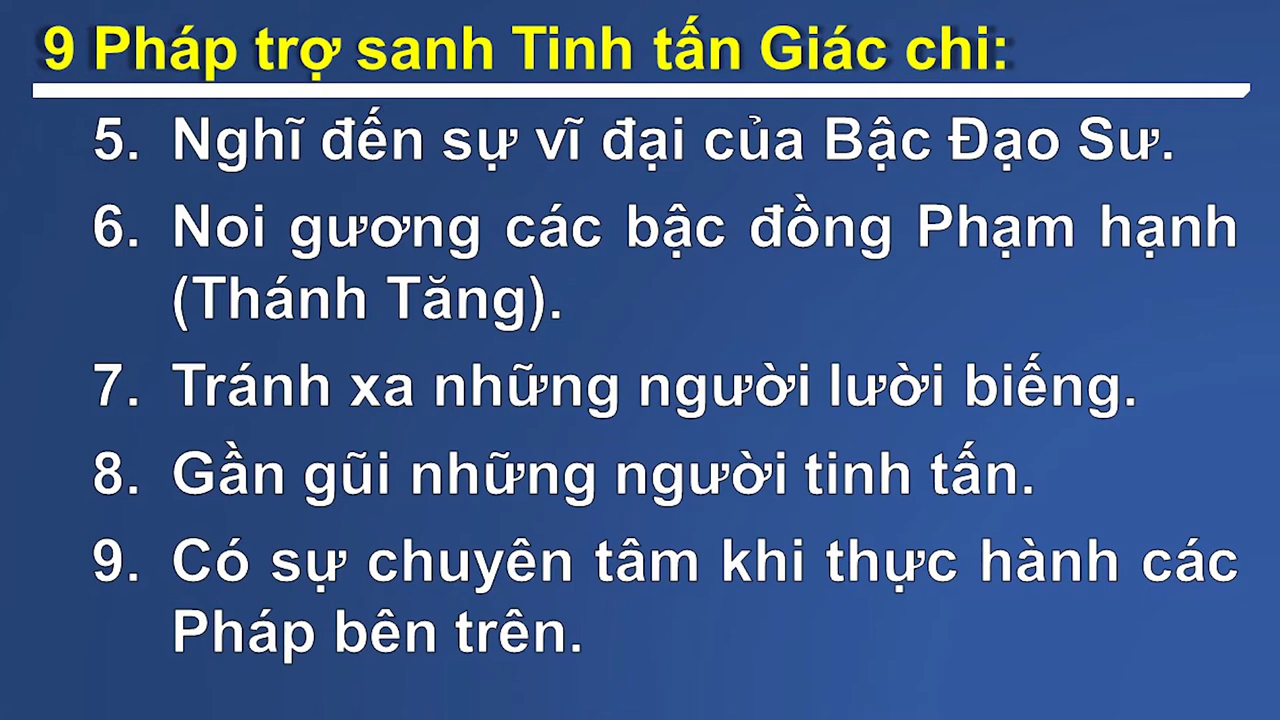 9 Pháp trợ sanh Tinh tấn Giác chi:
5. Nghĩ đến sự vĩ đại của Bậc Đạo Sư.
6. Noi gương các bậc đồng Phạm hạnh
(Thánh Tăng).
7. Tránh xa những người lười biếng.
8. Gần gũi những người tinh tấn.
9. Có sự chuyên tâm khi thực hành các
Pháp bên trên.